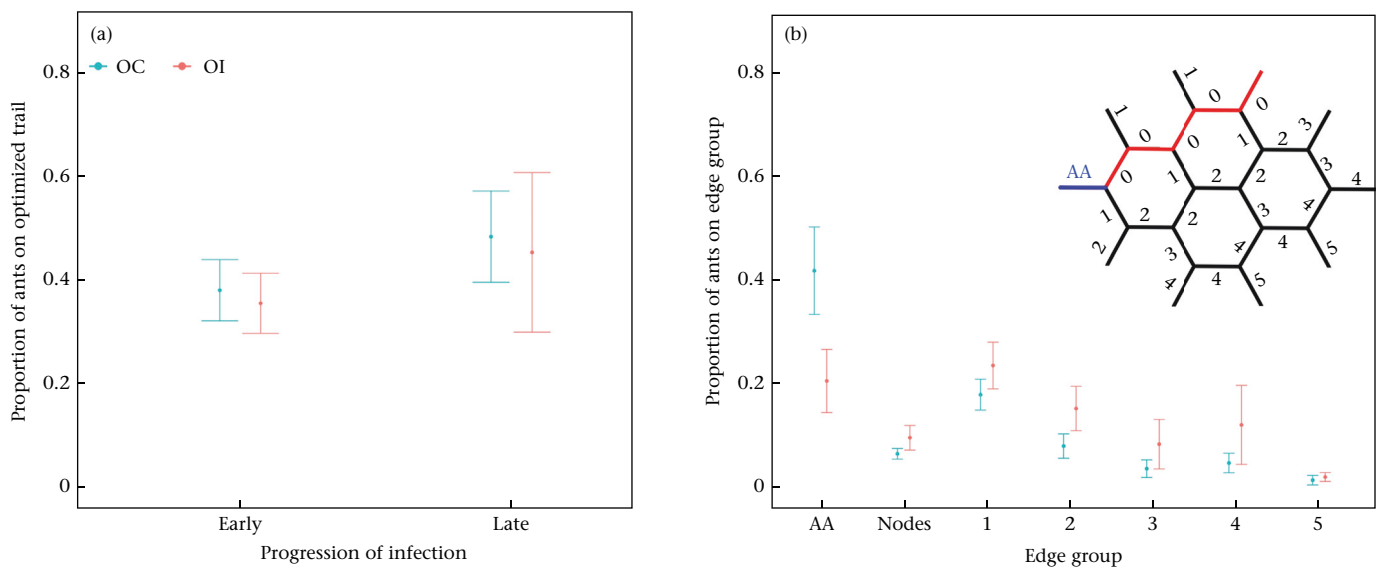 (a)
OC OI
0.8
0.6
0.4
0.2
0
Proportion of ants on optimized trail
Early Late
Progression of infection
(b)
0.8
0.6
0.4
0.2
0
Proportion of ants on edge group
1 0 0
1 0 0 1 2 3
AA 0 1 2 2 3 4
1 2 2 3 4
2 3 4 4 5
4 4 5
AA Nodes 1 2 3 4 5
Edge group